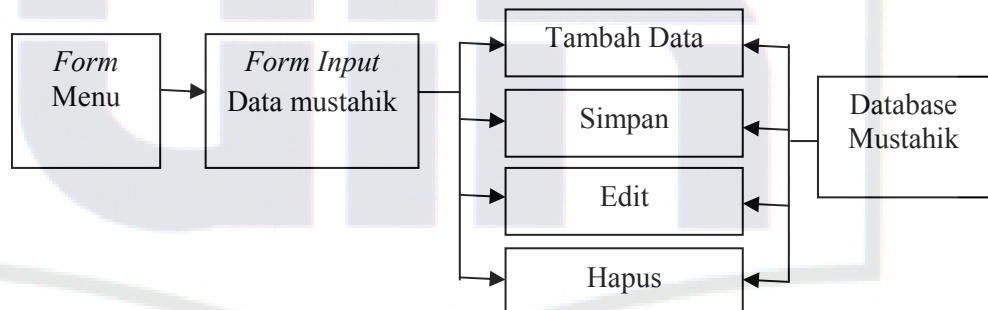 Form
Menu
Form Input
Data mustahik
Tambah Data
Simpan
Edit
Hapus
Database
Mustahik